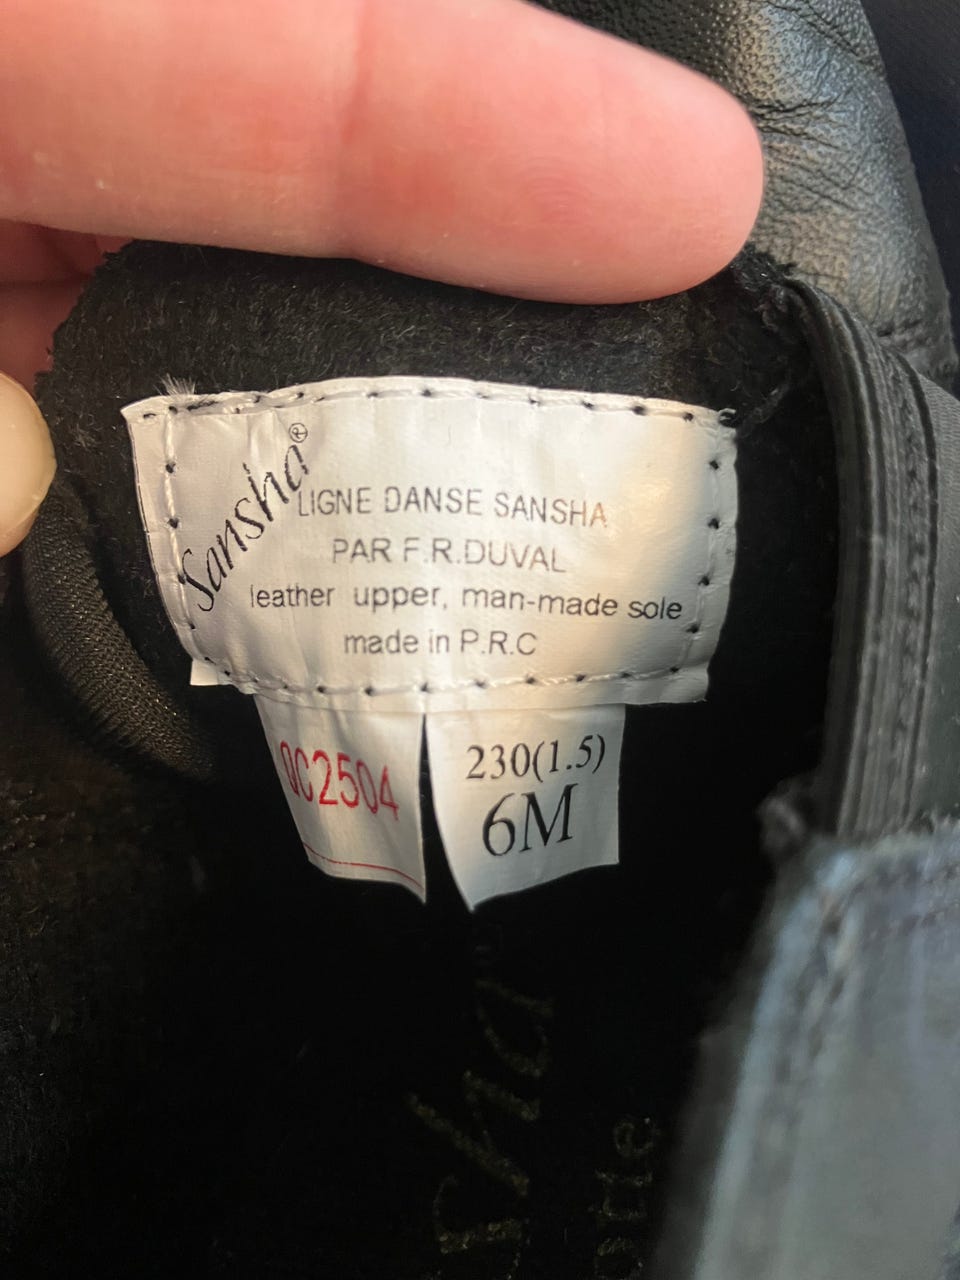 Sansha®
LIGNE DANSE SANSHA
PAR F.R.DUVAL
leather upper, man-made sole
made in P.R.C
QC2504
230(1.5)
6M